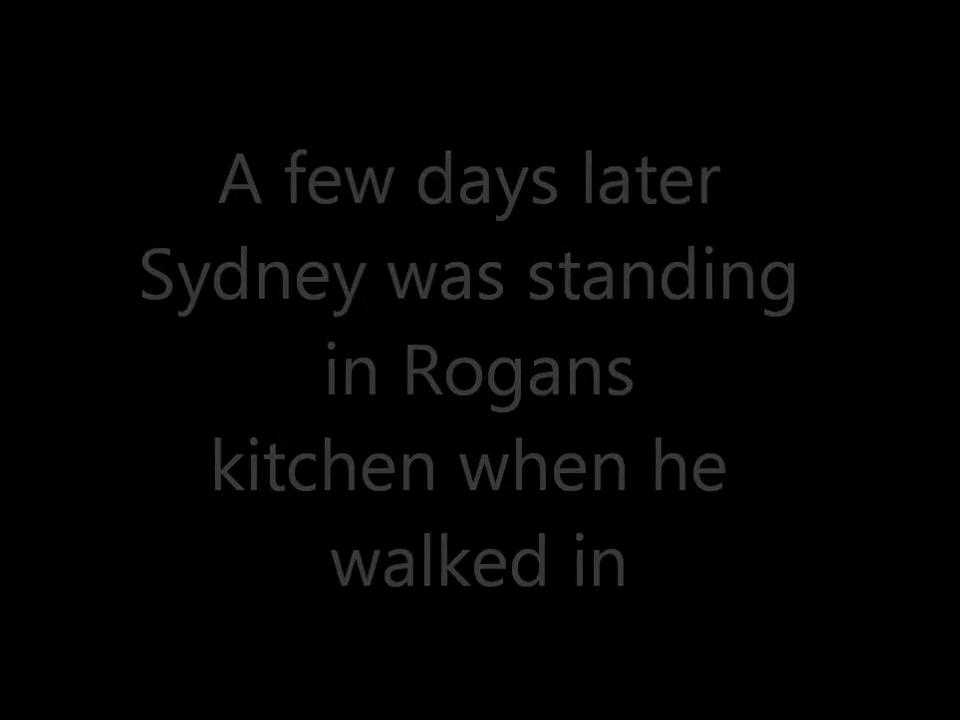 A few days later
Sydney was standing
in Rogans
kitchen when he
walked in